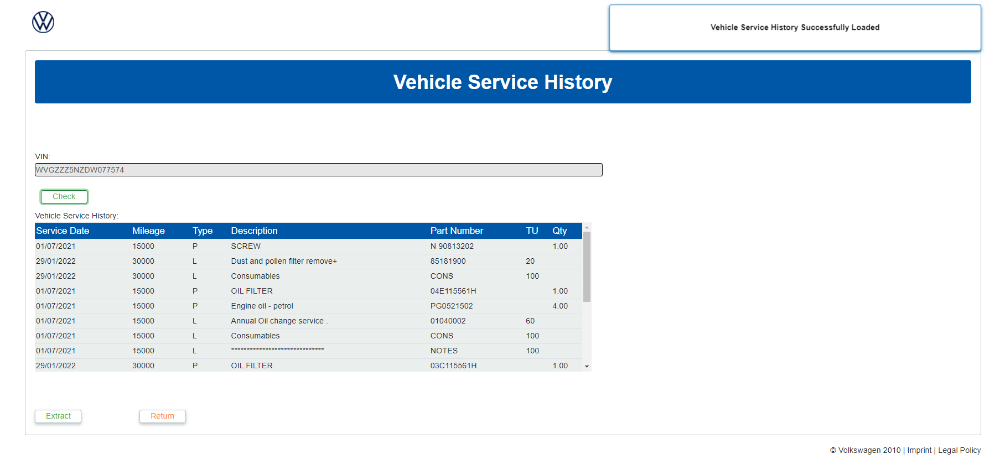 Vehicle Service History Successfully Loaded
Vehicle Service History
VIN:
WVGZZZ5NZDW077574
Check
Vehicle Service History:
Service Date Mileage Type Description Part Number TU Qty
01/07/2021 15000 P SCREW N 90813202 1.00
29/01/2022 30000 L Dust and pollen filter remove+ 85181900 20
29/01/2022 30000 L Consumables CONS 100
01/07/2021 15000 P OIL FILTER 04E115561H 1.00
01/07/2021 15000 P Engine oil - petrol PG0521502 4.00
01/07/2021 15000 L Annual Oil change service . 01040002 60
01/07/2021 15000 L Consumables CONS 100
01/07/2021 15000 L ****************************** NOTES 100
29/01/2022 30000 P OIL FILTER 03C115561H 1.00
Extract Return
© Volkswagen 2010 | Imprint | Legal Policy